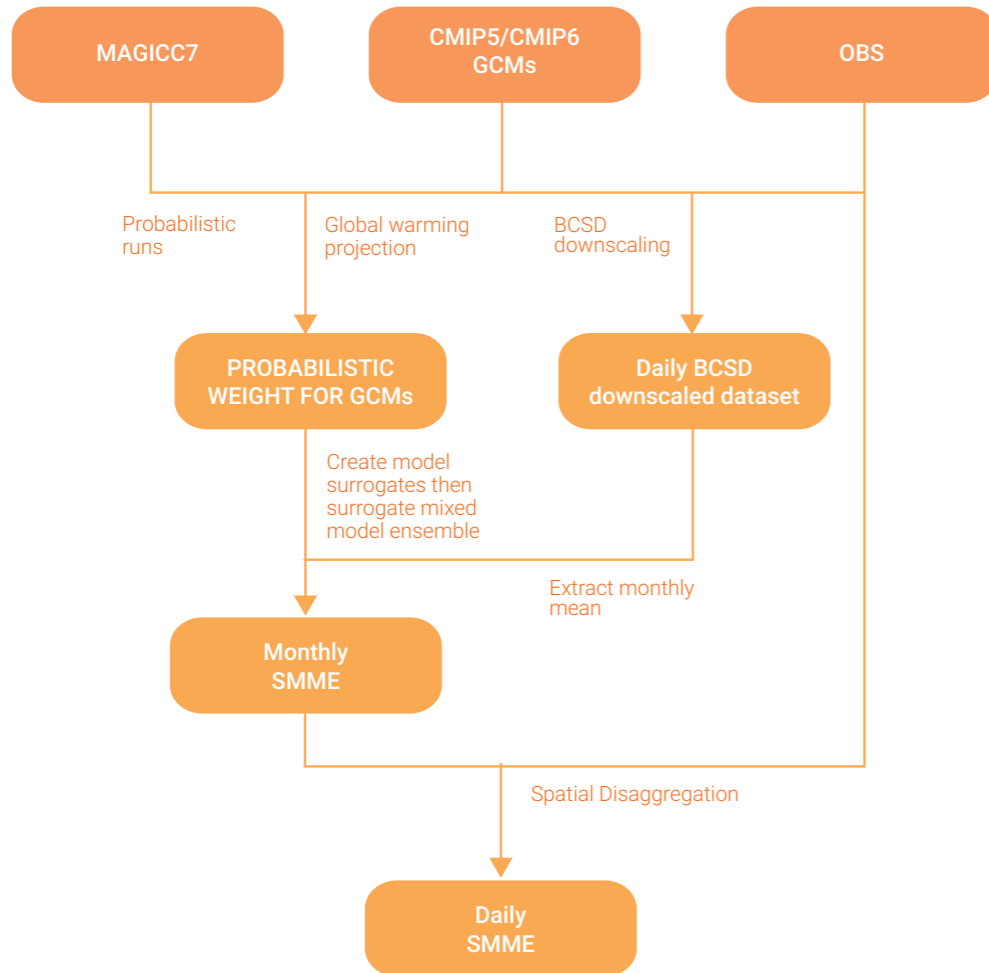 MAGICC7
CMIP5/CMIP6
GCMs
OBS
Probabilistic
runs
Global warming
projection
BCSD
downscaling
PROBABILISTIC
WEIGHT FOR GCMs
Daily BCSD
downscaled dataset
Create model
surrogates then
surrogate mixed
model ensemble
Extract monthly
mean
Monthly
SMME
Spatial Disaggregation
Daily
SMME